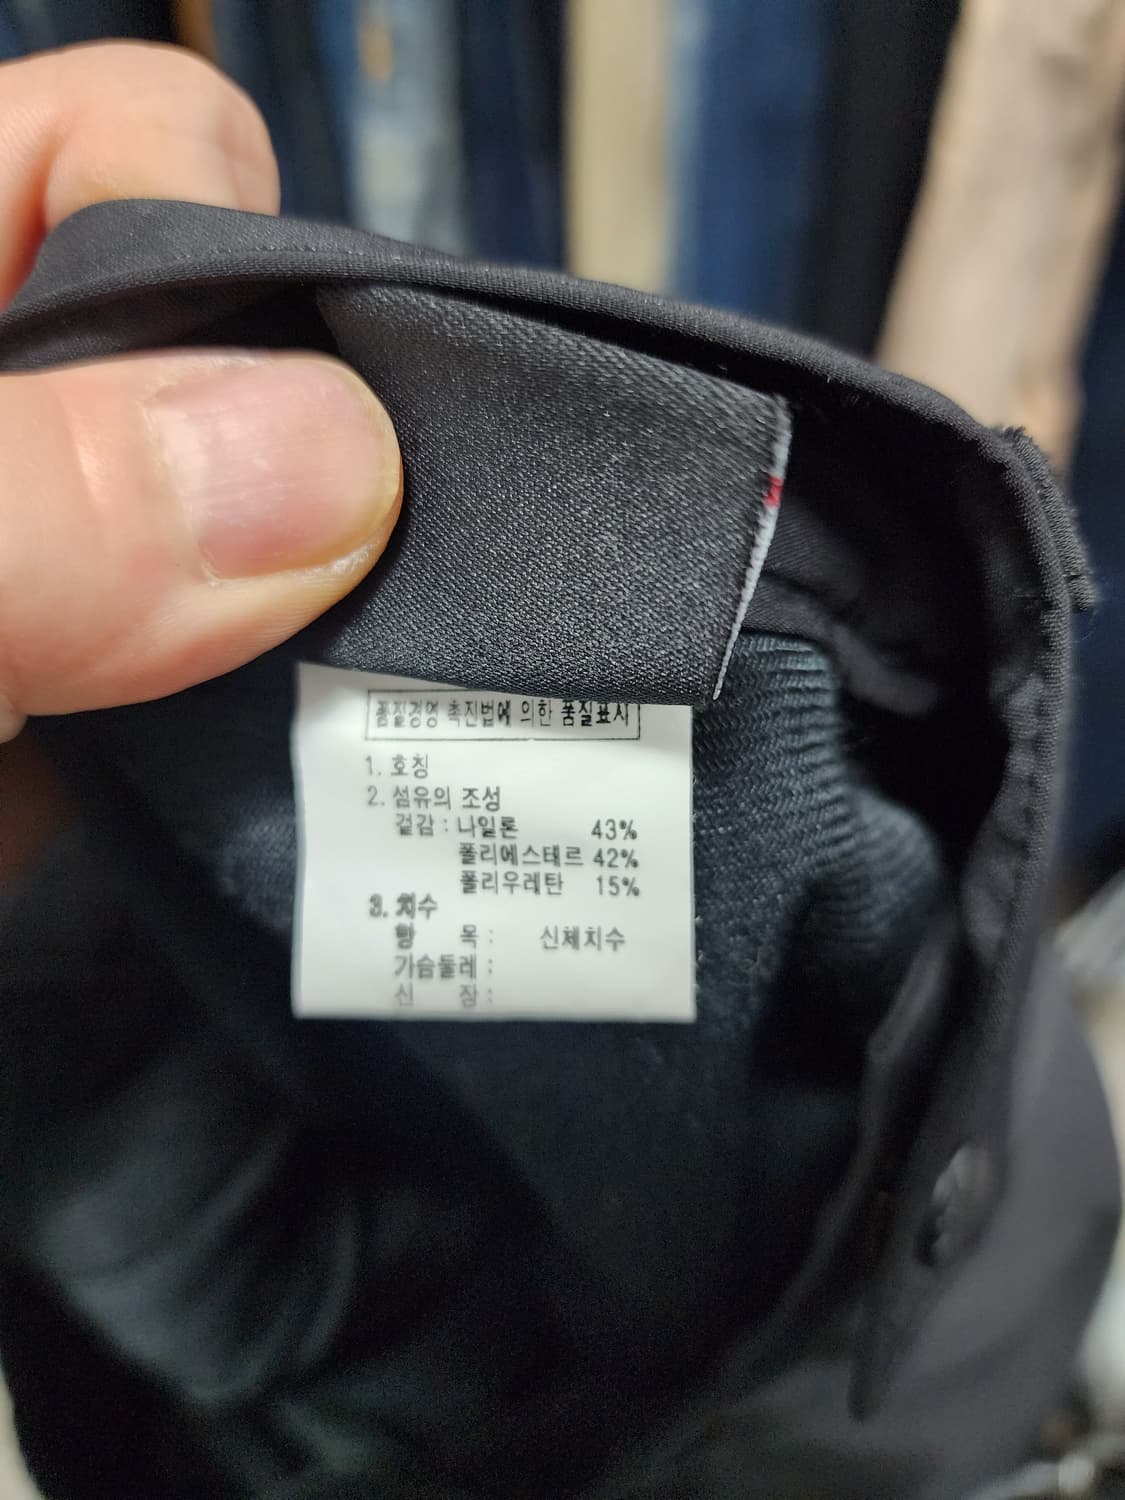 품질경영 촉진법에 의한 품질표시
1. 호칭
2. 섬유의 조성
겉감 : 나일론 43%
폴리에스테르 42%
폴리우레탄 15%
3. 치수
항 목 : 신체치수
가슴둘레 :
신 장 :